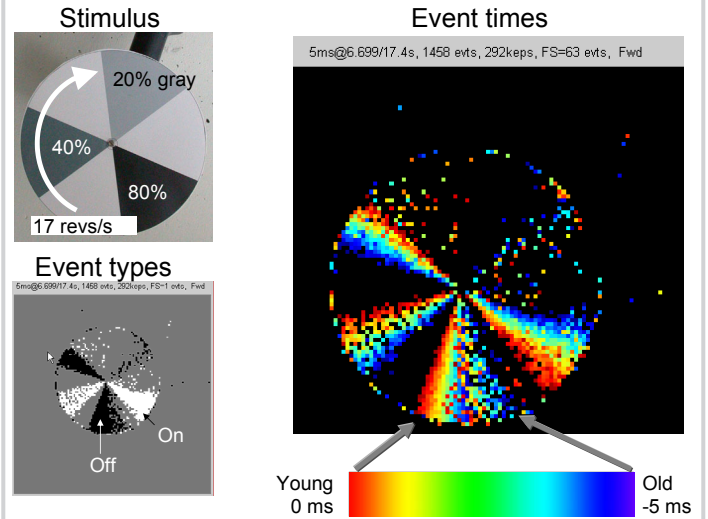 Stimulus
20% gray
40%
80%
17 revs/s
Event types
5ms@6.699/17.4s, 1458 evts, 292keps, FS=1 evts, Fwd
On
Off
Event times
5ms@6.699/17.4s, 1458 evts, 292keps, FS=63 evts, Fwd
Young
0 ms
Old
-5 ms